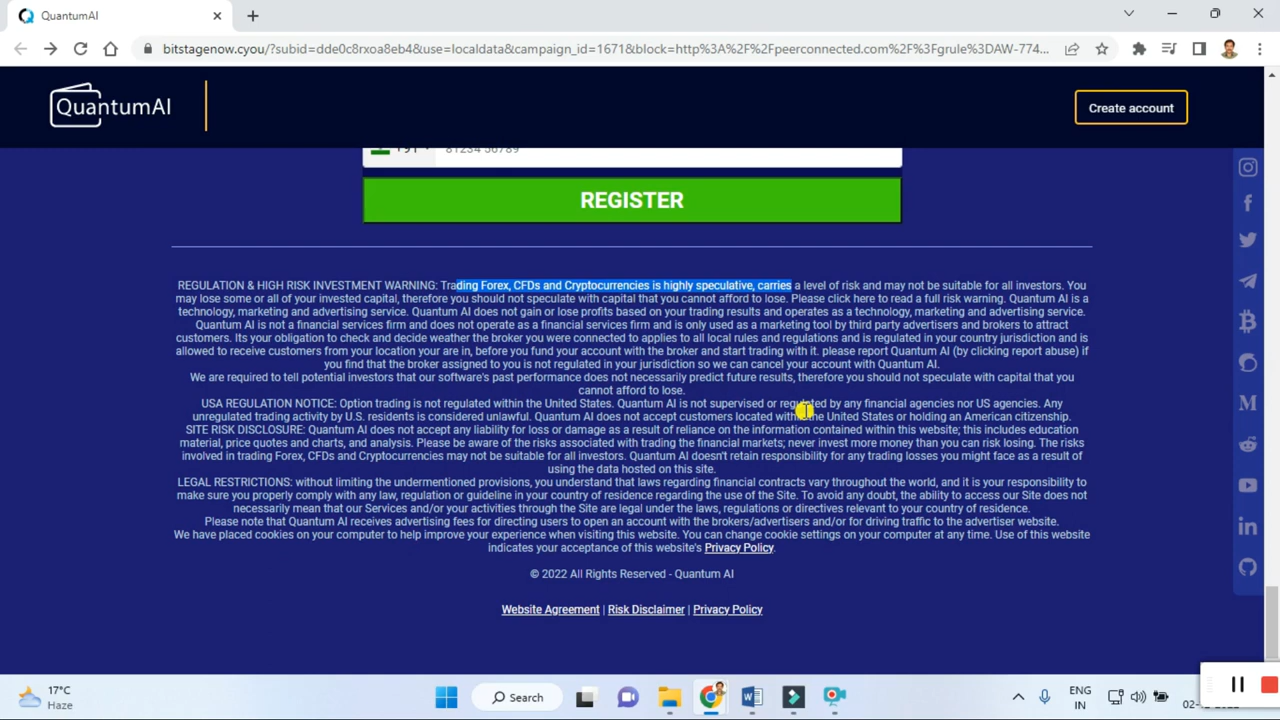 QuantumAI
bitstagenow.cyou/?subid=dde0c8rxoa8eb4&use=localdata&campaign_id=1671&block=http%3A%2F%2Fpeerconnected.com%2F%3Fgrule%3DAW-774...
QuantumAI
Create account
+91
81234 56789
REGISTER
REGULATION & HIGH RISK INVESTMENT WARNING: Trading Forex, CFDs and Cryptocurrencies is highly speculative, carries a level of risk and may not be suitable for all investors. You
may lose some or all of your invested capital, therefore you should not speculate with capital that you cannot afford to lose. Please click here to read a full risk warning. Quantum AI is a
technology, marketing and advertising service. Quantum AI does not gain or lose profits based on your trading results and operates as a technology, marketing and advertising service.
Quantum AI is not a financial services firm and does not operate as a financial services firm and is only used as a marketing tool by third party advertisers and brokers to attract
customers. Its your obligation to check and decide weather the broker you were connected to applies to all local rules and regulations and is regulated in your country jurisdiction and is
allowed to receive customers from your location your are in, before you fund your account with the broker and start trading with it. please report Quantum AI (by clicking report abuse) if
you find that the broker assigned to you is not regulated in your jurisdiction so we can cancel your account with Quantum AI.
We are required to tell potential investors that our software's past performance does not necessarily predict future results, therefore you should not speculate with capital that you
cannot afford to lose.
USA REGULATION NOTICE: Option trading is not regulated within the United States. Quantum AI is not supervised or regulated by any financial agencies nor US agencies. Any
unregulated trading activity by U.S. residents is considered unlawful. Quantum AI does not accept customers located within the United States or holding an American citizenship.
SITE RISK DISCLOSURE: Quantum AI does not accept any liability for loss or damage as a result of reliance on the information contained within this website; this includes education
material, price quotes and charts, and analysis. Please be aware of the risks associated with trading the financial markets; never invest more money than you can risk losing. The risks
involved in trading Forex, CFDs and Cryptocurrencies may not be suitable for all investors. Quantum AI doesn't retain responsibility for any trading losses you might face as a result of
using the data hosted on this site.
LEGAL RESTRICTIONS: without limiting the undermentioned provisions, you understand that laws regarding financial contracts vary throughout the world, and it is your responsibility to
make sure you properly comply with any law, regulation or guideline in your country of residence regarding the use of the Site. To avoid any doubt, the ability to access our Site does not
necessarily mean that our Services and/or your activities through the Site are legal under the laws, regulations or directives relevant to your country of residence.
Please note that Quantum AI receives advertising fees for directing users to open an account with the brokers/advertisers and/or for driving traffic to the advertiser website.
We have placed cookies on your computer to help improve your experience when visiting this website. You can change cookie settings on your computer at any time. Use of this website
indicates your acceptance of this website's Privacy Policy.
© 2022 All Rights Reserved - Quantum AI
Website Agreement | Risk Disclaimer | Privacy Policy
17°C
Haze
Search
ENG
IN